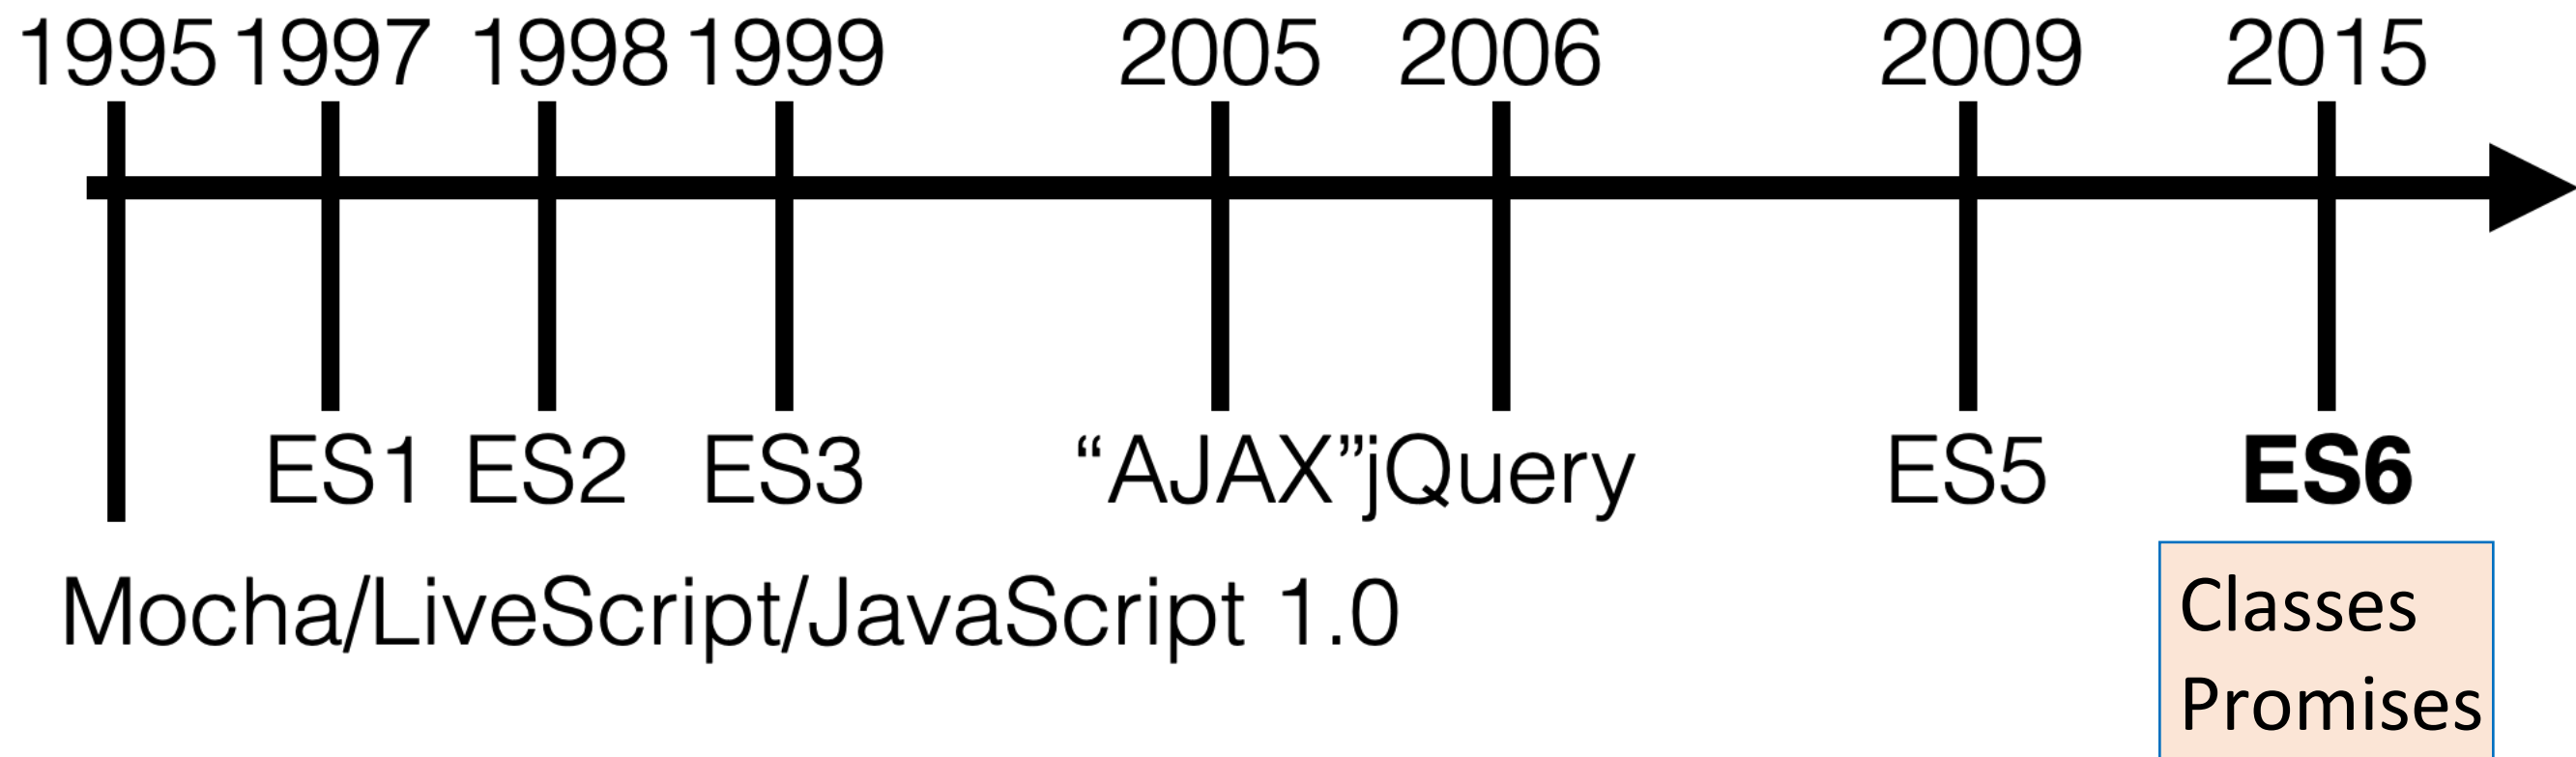 1995 1997 1998 1999 2005 2006 2009 2015
ES1 ES2 ES3 “AJAX” jQuery ES5 ES6
Mocha/LiveScript/JavaScript 1.0
Classes
Promises